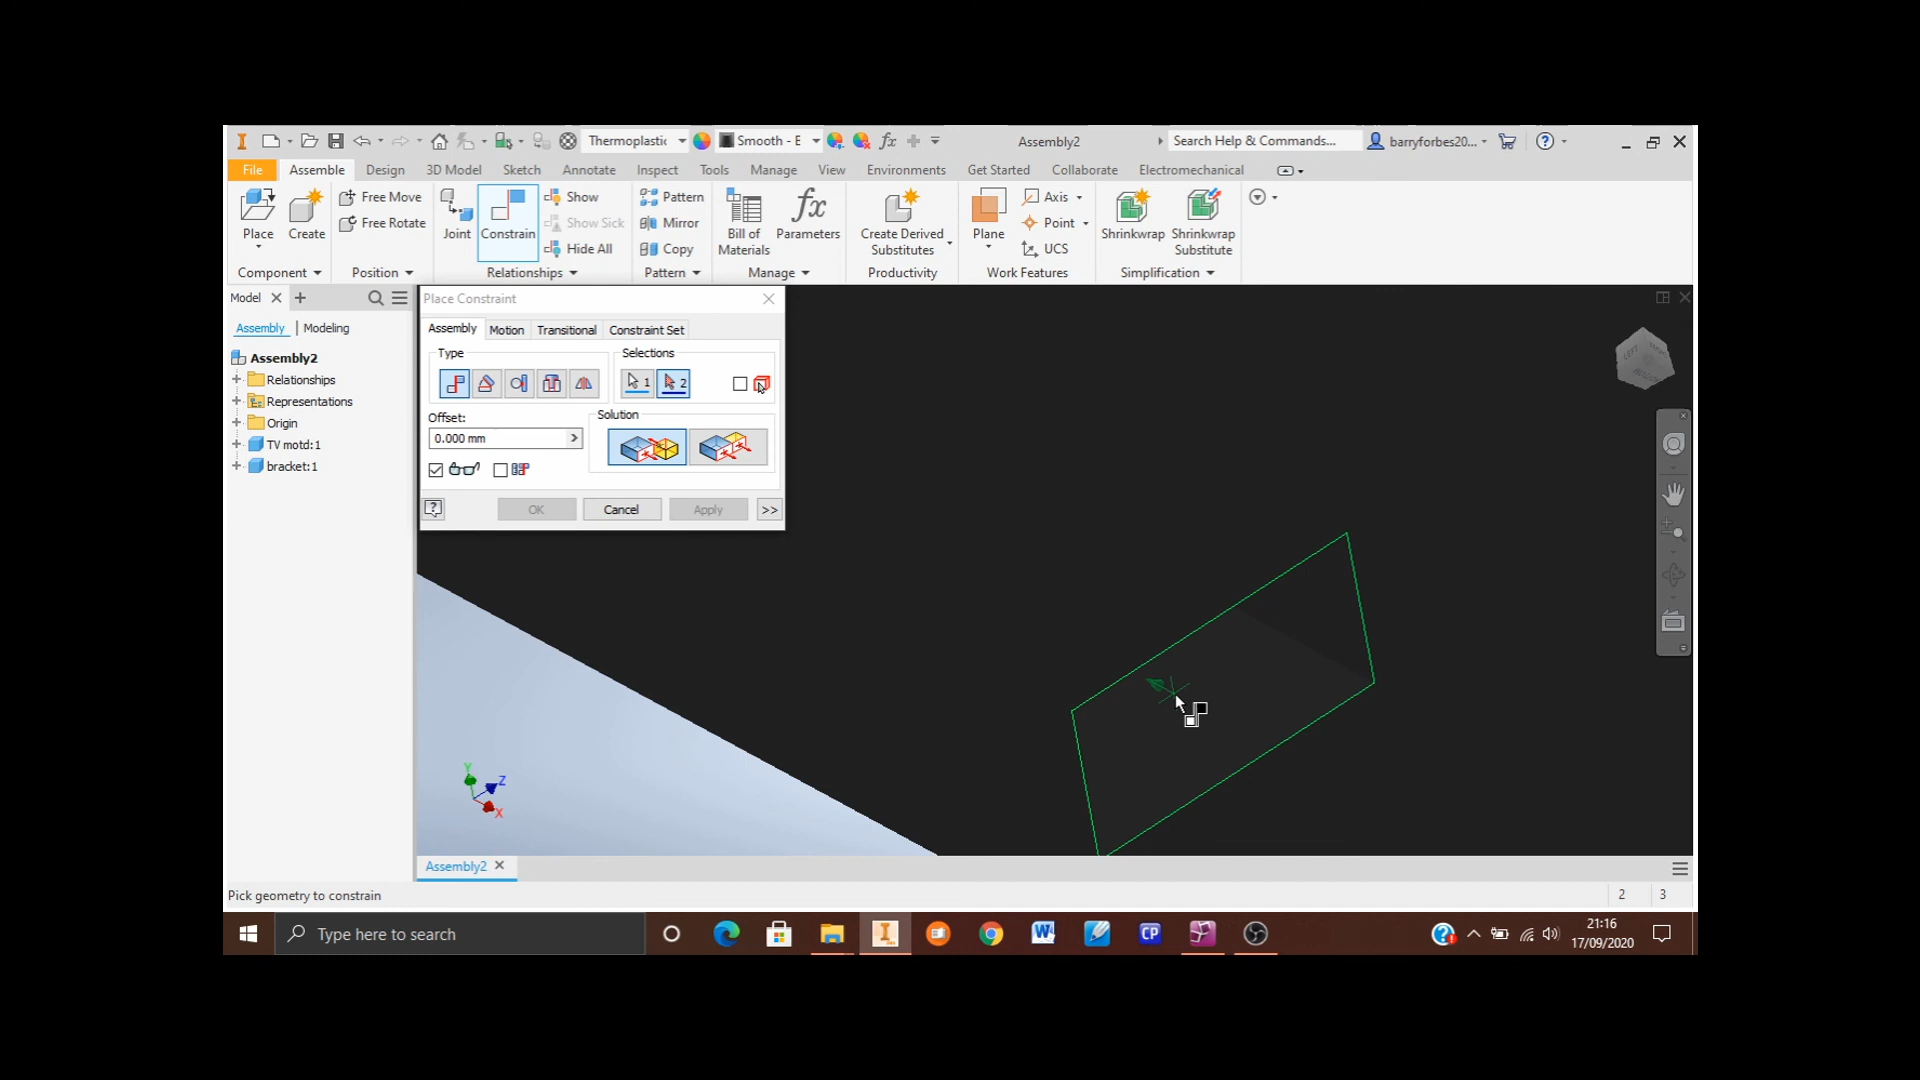 Thermoplastic
Smooth - E
Assembly2
Search Help & Commands...
barryforbes20...
File
Assemble
Design
3D Model
Sketch
Annotate
Inspect
Tools
Manage
View
Environments
Get Started
Collaborate
Electromechanical
Place
Create
Free Move
Free Rotate
Joint
Constrain
Show
Show Sick
Hide All
Pattern
Mirror
Copy
Bill of Materials
fx
Parameters
Create Derived Substitutes
Plane
Axis
Point
UCS
Shrinkwrap
Shrinkwrap Substitute
Component
Position
Relationships
Pattern
Manage
Productivity
Work Features
Simplification
Model
Assembly
Modeling
Assembly2
Relationships
Representations
Origin
TV motd:1
bracket:1
Place Constraint
Assembly
Motion
Transitional
Constraint Set
Type
Selections
1
2
Offset:
0.000 mm
Solution
OK
Cancel
Apply
>>
Y
Z
X
Assembly2
Pick geometry to constrain
2
3
Type here to search
CP
21:16
17/09/2020